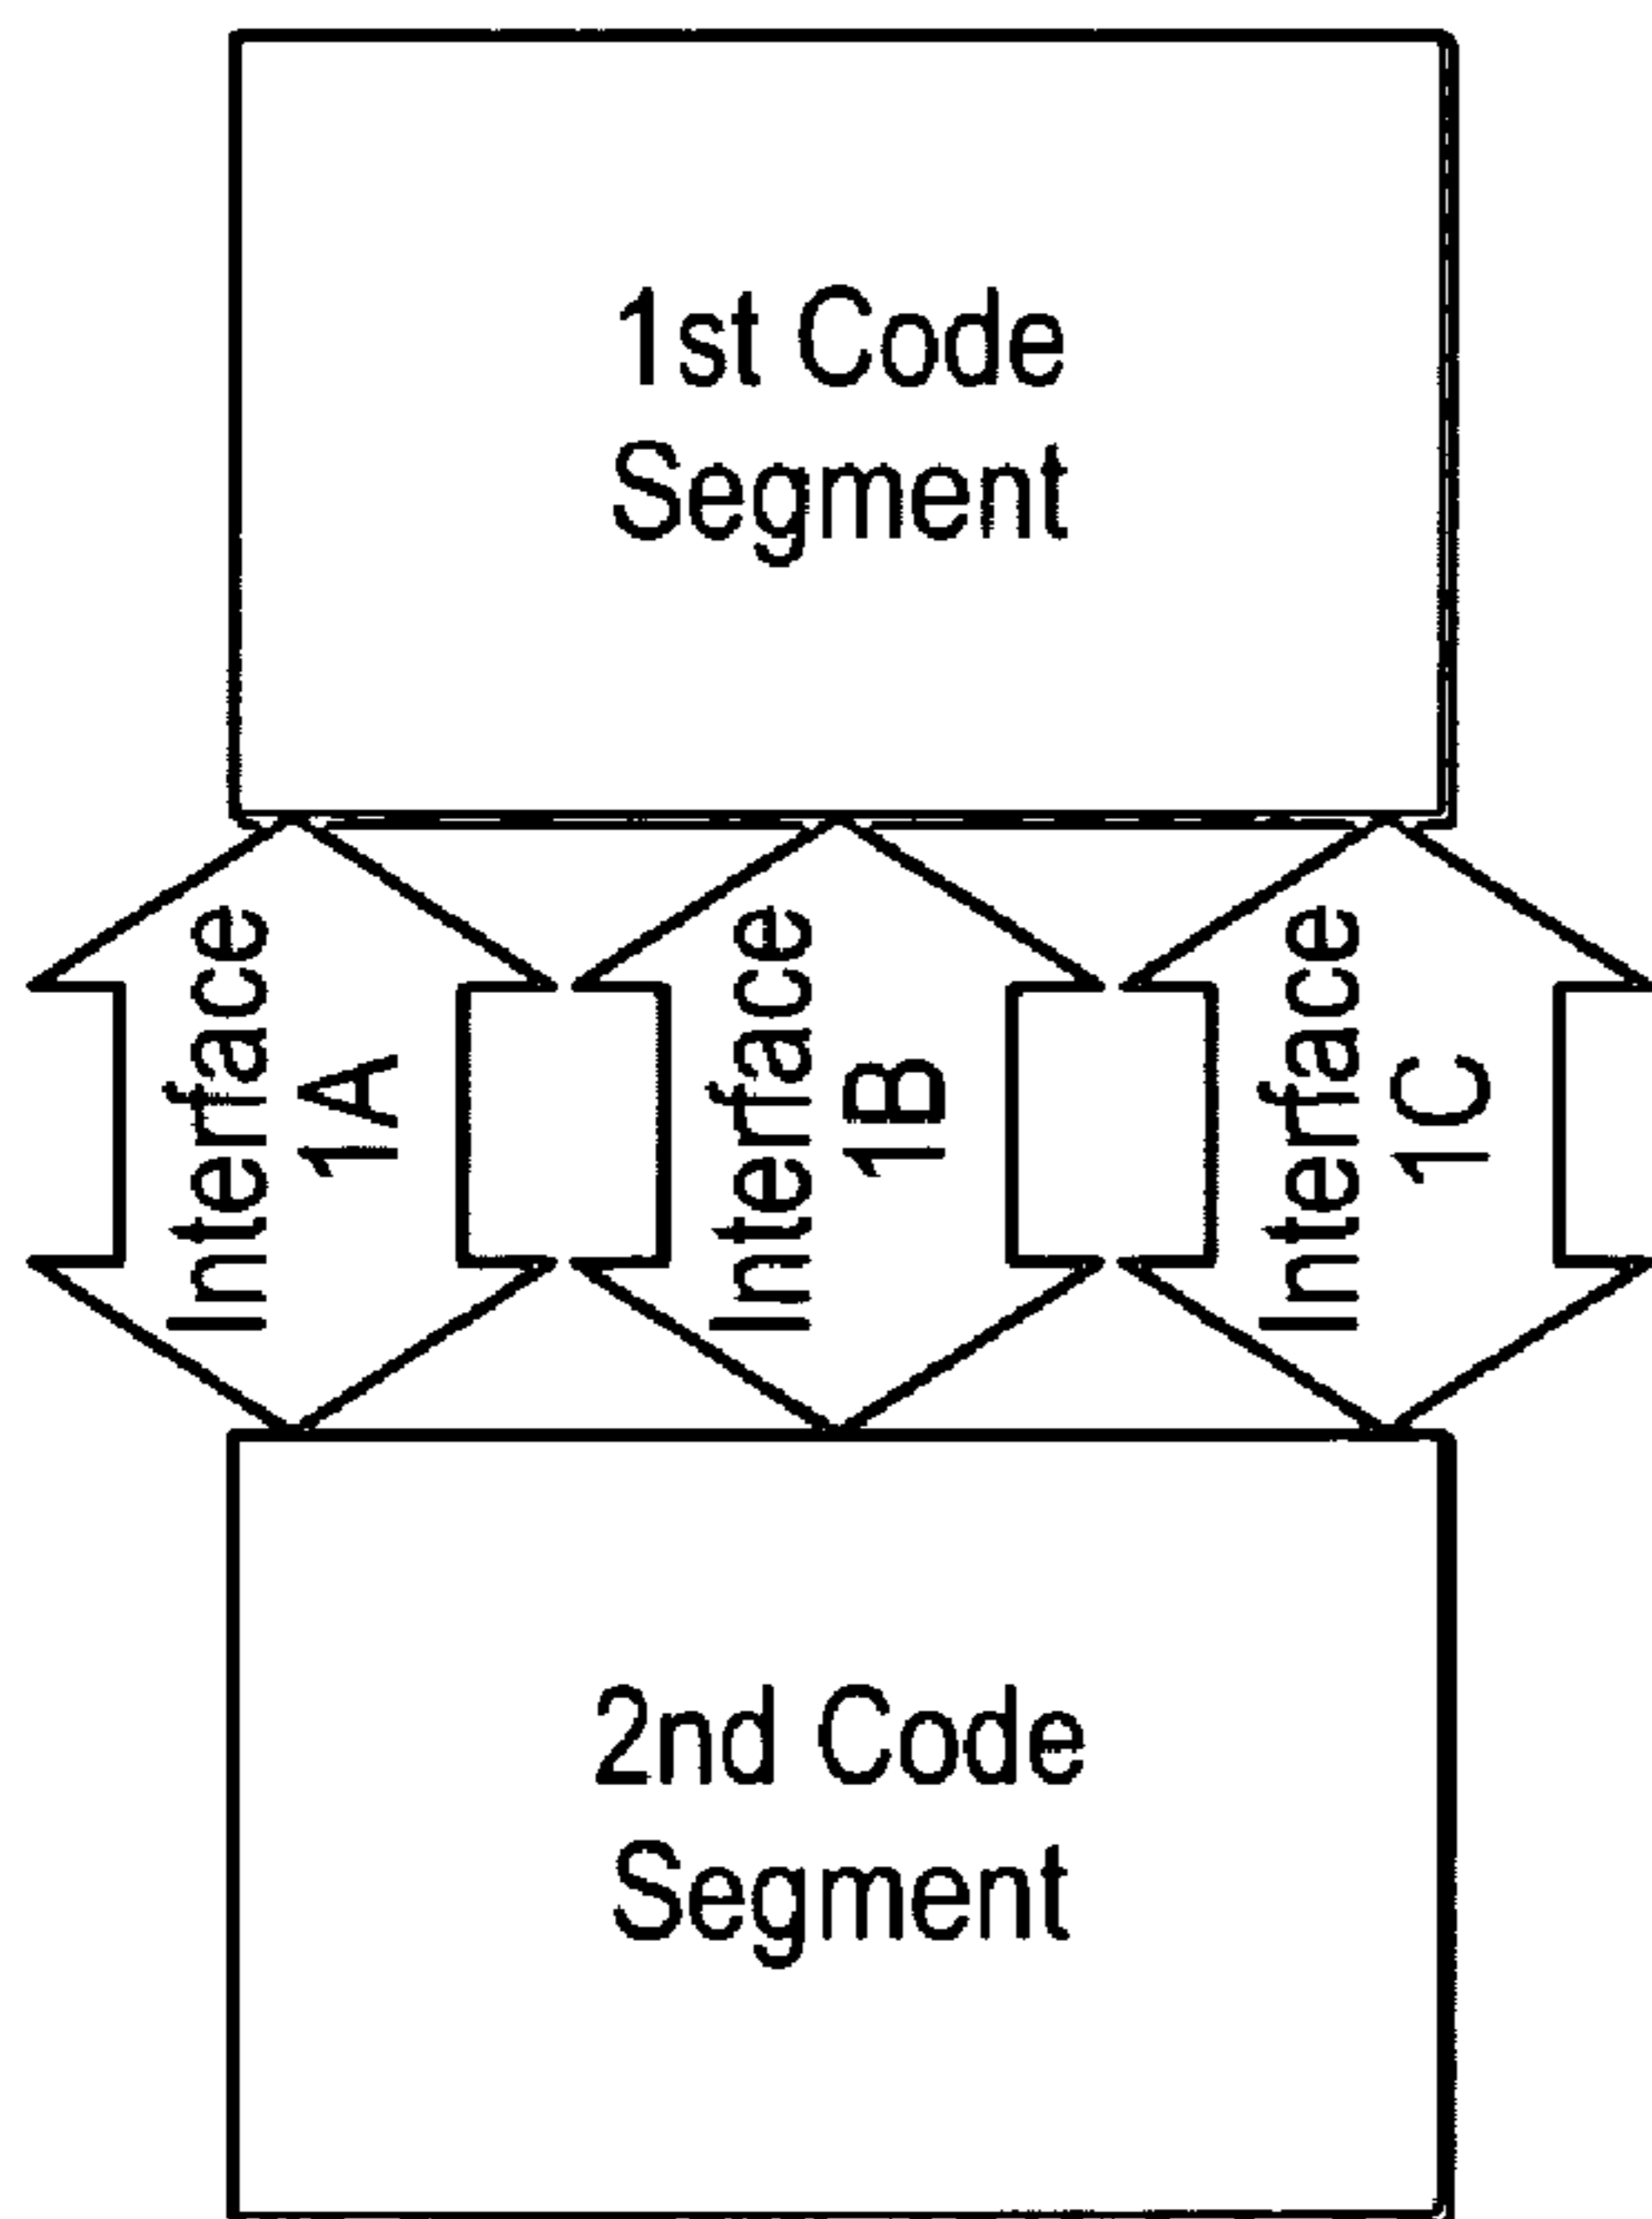 1st Code
Segment
Interface
1A
Interface
1B
Interface
1C
2nd Code
Segment